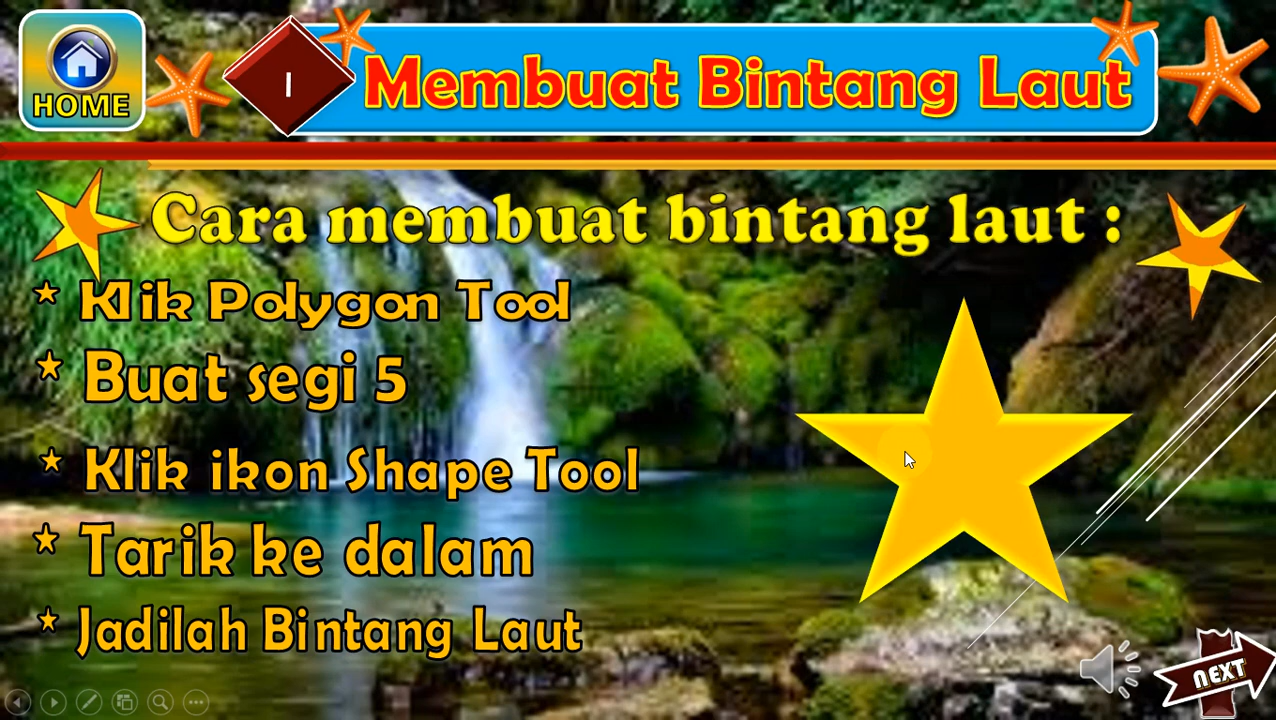 HOME
1
Membuat Bintang Laut
Cara membuat bintang laut :
* Klik Polygon Tool
* Buat segi 5
* Klik ikon Shape Tool
* Tarik ke dalam
* Jadilah Bintang Laut
NEXT